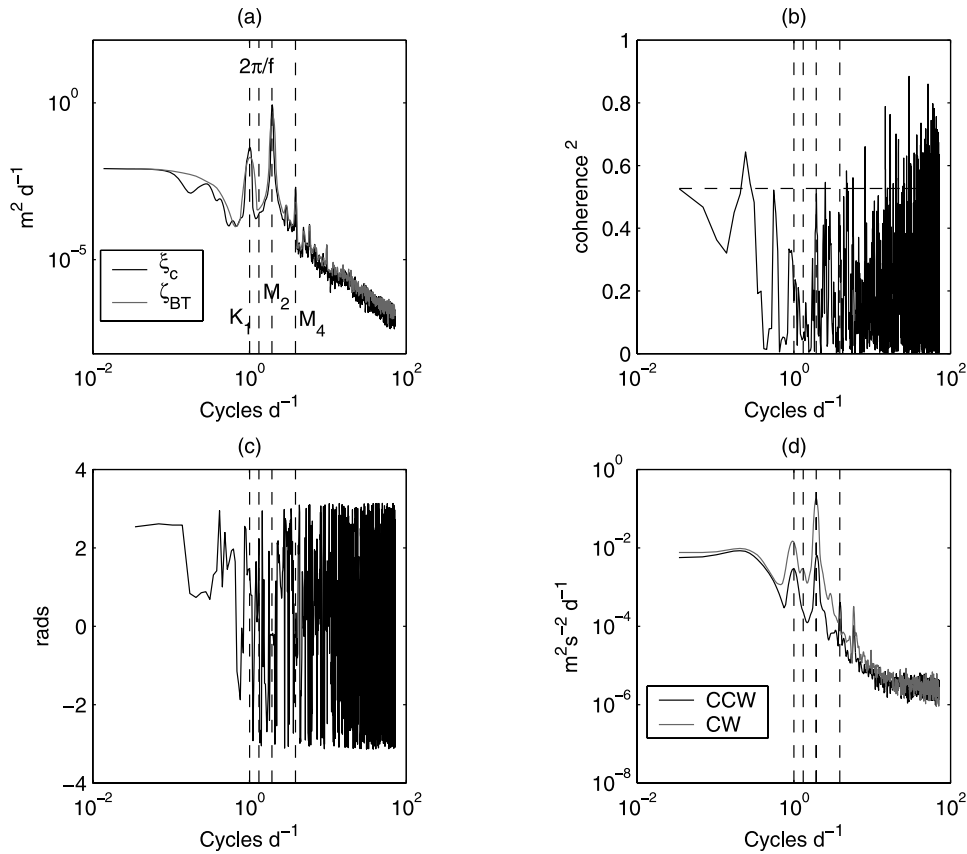 (a)
10^0
10^-5
m^2 d^-1
2π/f
ξ_c
ζ_BT
K_1
M_2
M_4
10^-2
10^0
10^2
Cycles d^-1
(b)
1
0.8
0.6
0.4
0.2
0
coherence^2
10^-2
10^0
10^2
Cycles d^-1
(c)
4
2
0
−2
−4
rads
10^-2
10^0
10^2
Cycles d^-1
(d)
10^0
10^-2
10^-4
10^-6
10^-8
m^2s^-2 d^-1
CCW
CW
10^-2
10^0
10^2
Cycles d^-1